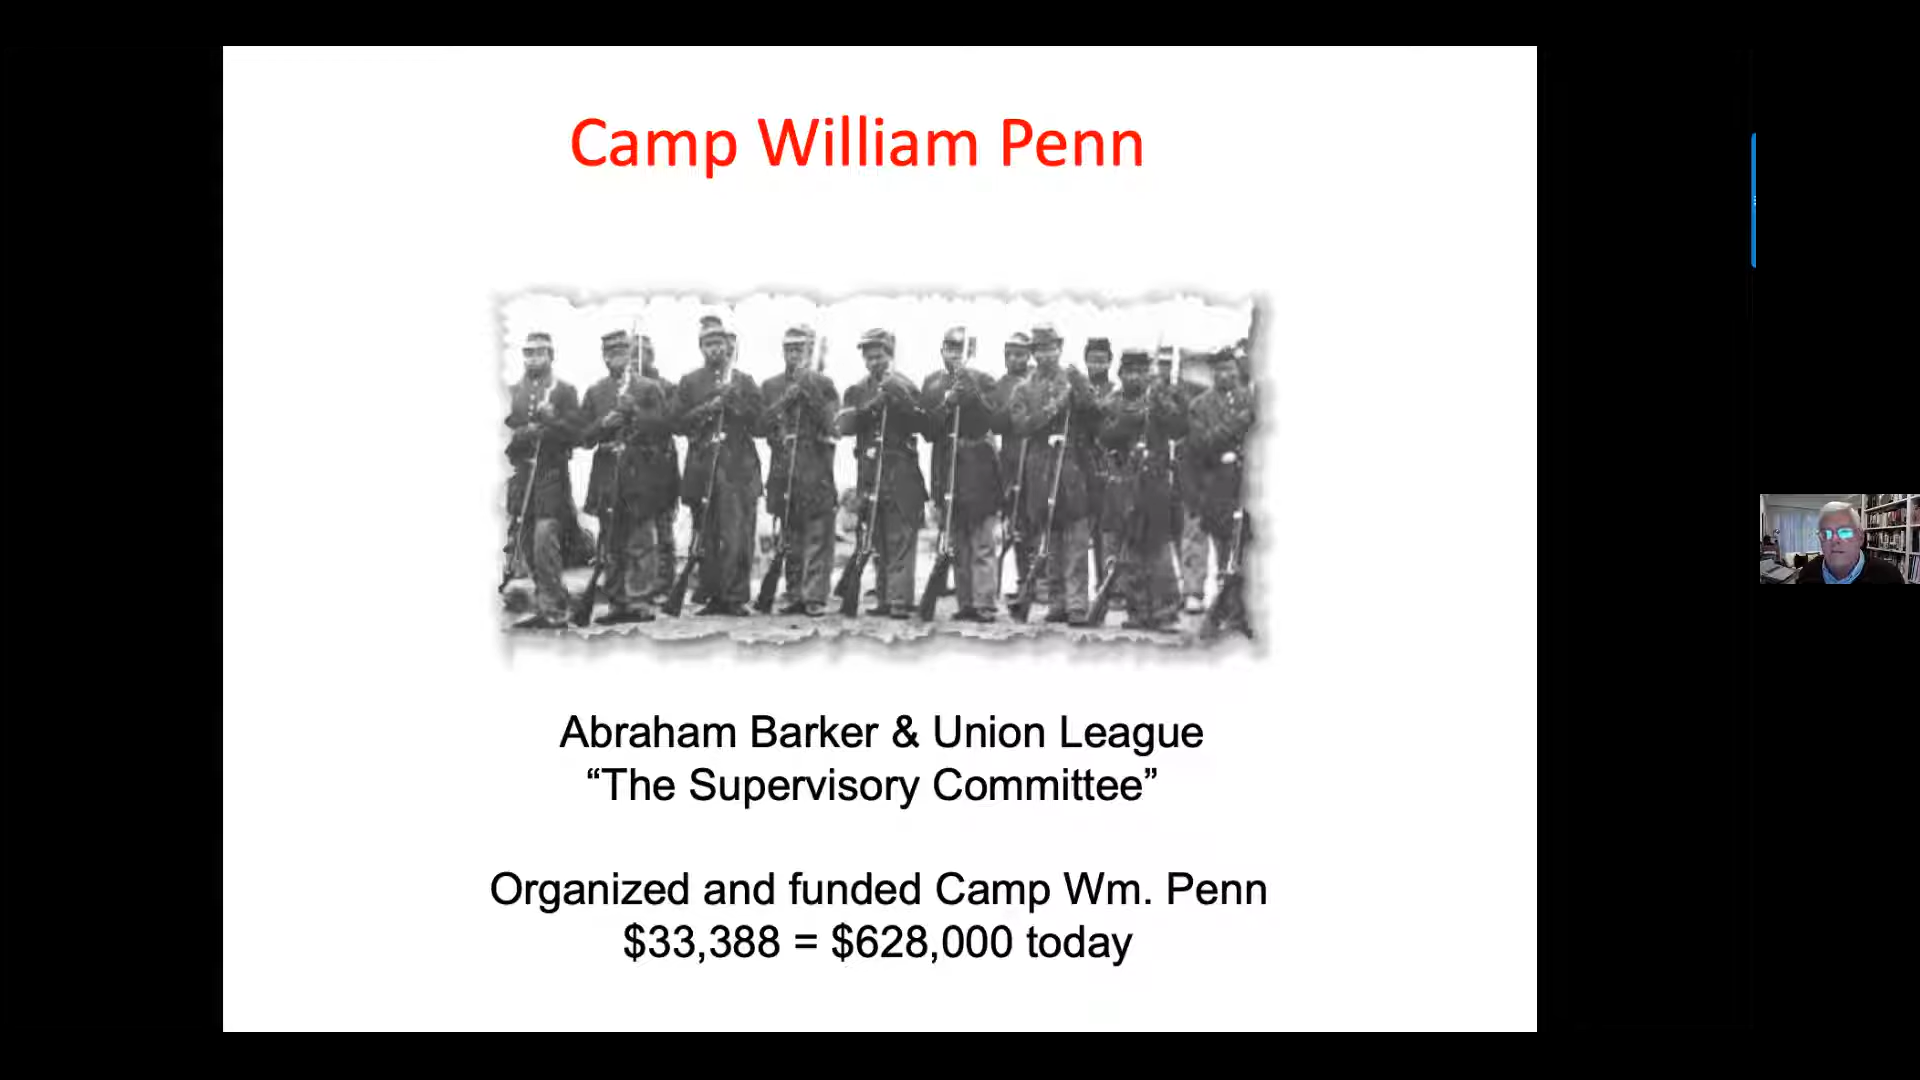 Camp William Penn
Abraham Barker & Union League
“The Supervisory Committee”
Organized and funded Camp Wm. Penn
$33,388 = $628,000 today